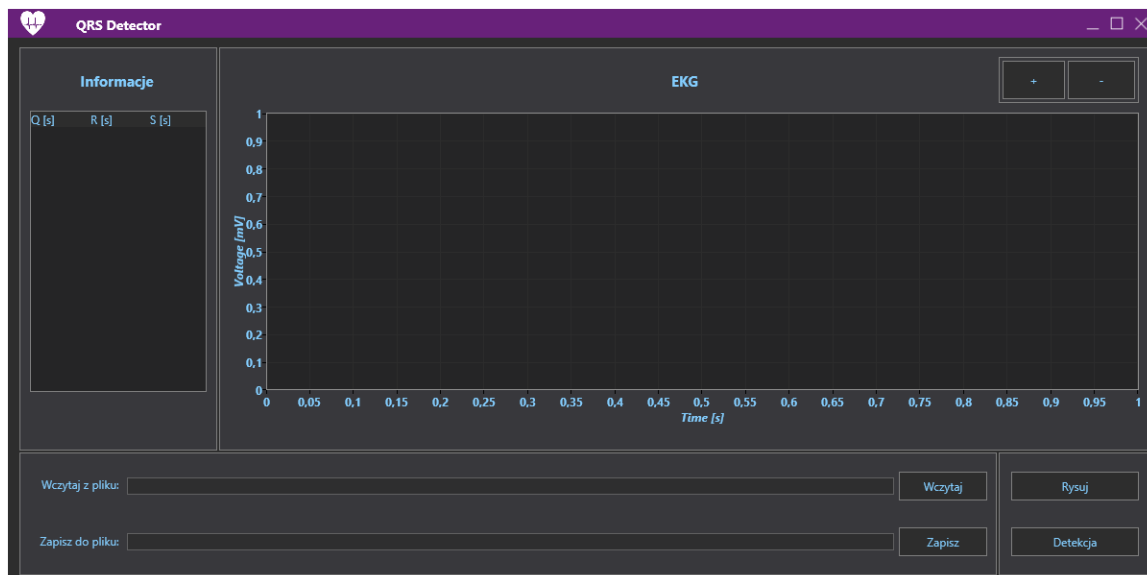 QRS Detector
Informacje
Q [s] R [s] S [s]
EKG
+ -
1
0,9
0,8
0,7
0,6
0,5
0,4
0,3
0,2
0,1
0
Voltage [mV]
0 0,05 0,1 0,15 0,2 0,25 0,3 0,35 0,4 0,45 0,5 0,55 0,6 0,65 0,7 0,75 0,8 0,85 0,9 0,95 1
Time [s]
Wczytaj z pliku: Wczytaj
Zapisz do pliku: Zapisz
Rysuj
Detekcja